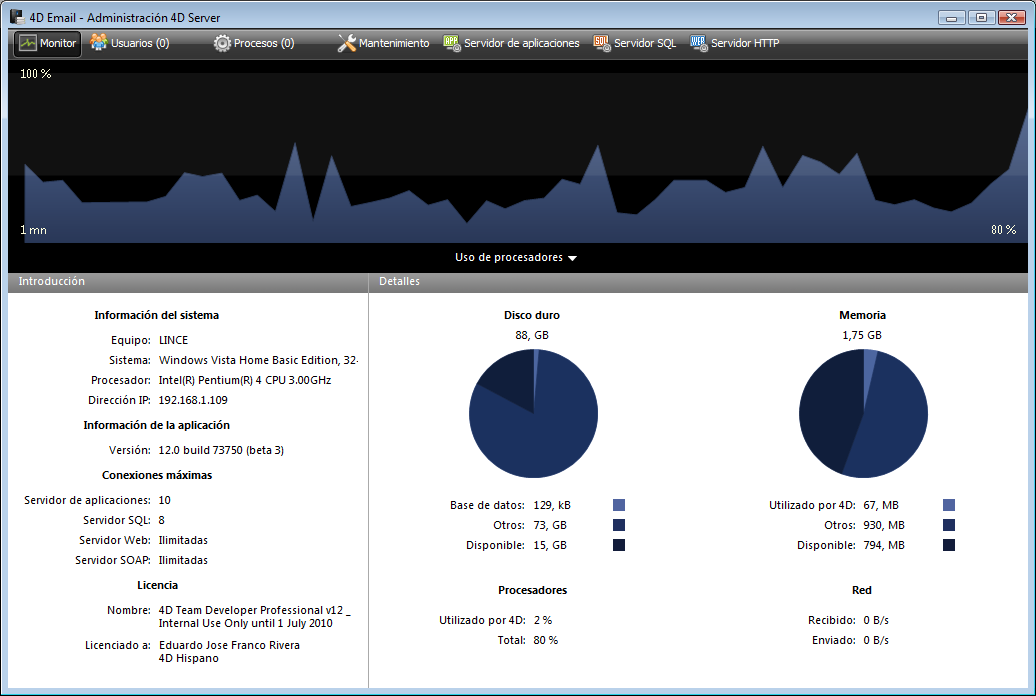 4D Email - Administración 4D Server
Monitor Usuarios (0) Procesos (0) Mantenimiento Servidor de aplicaciones Servidor SQL Servidor HTTP
100 %
1 mn
80 %
Uso de procesadores
Introducción
Información del sistema
Equipo: LINCE
Sistema: Windows Vista Home Basic Edition, 32-
Procesador: Intel(R) Pentium(R) 4 CPU 3.00GHz
Dirección IP: 192.168.1.109
Información de la aplicación
Versión: 12.0 build 73750 (beta 3)
Conexiones máximas
Servidor de aplicaciones: 10
Servidor SQL: 8
Servidor Web: Ilimitadas
Servidor SOAP: Ilimitadas
Licencia
Nombre: 4D Team Developer Professional v12 _
Internal Use Only until 1 July 2010
Licenciado a: Eduardo Jose Franco Rivera
4D Hispano
Detalles
Disco duro
88, GB
Base de datos: 129, kB
Otros: 73, GB
Disponible: 15, GB
Memoria
1,75 GB
Utilizado por 4D: 67, MB
Otros: 930, MB
Disponible: 794, MB
Procesadores
Utilizado por 4D: 2 %
Total: 80 %
Red
Recibido: 0 B/s
Enviado: 0 B/s